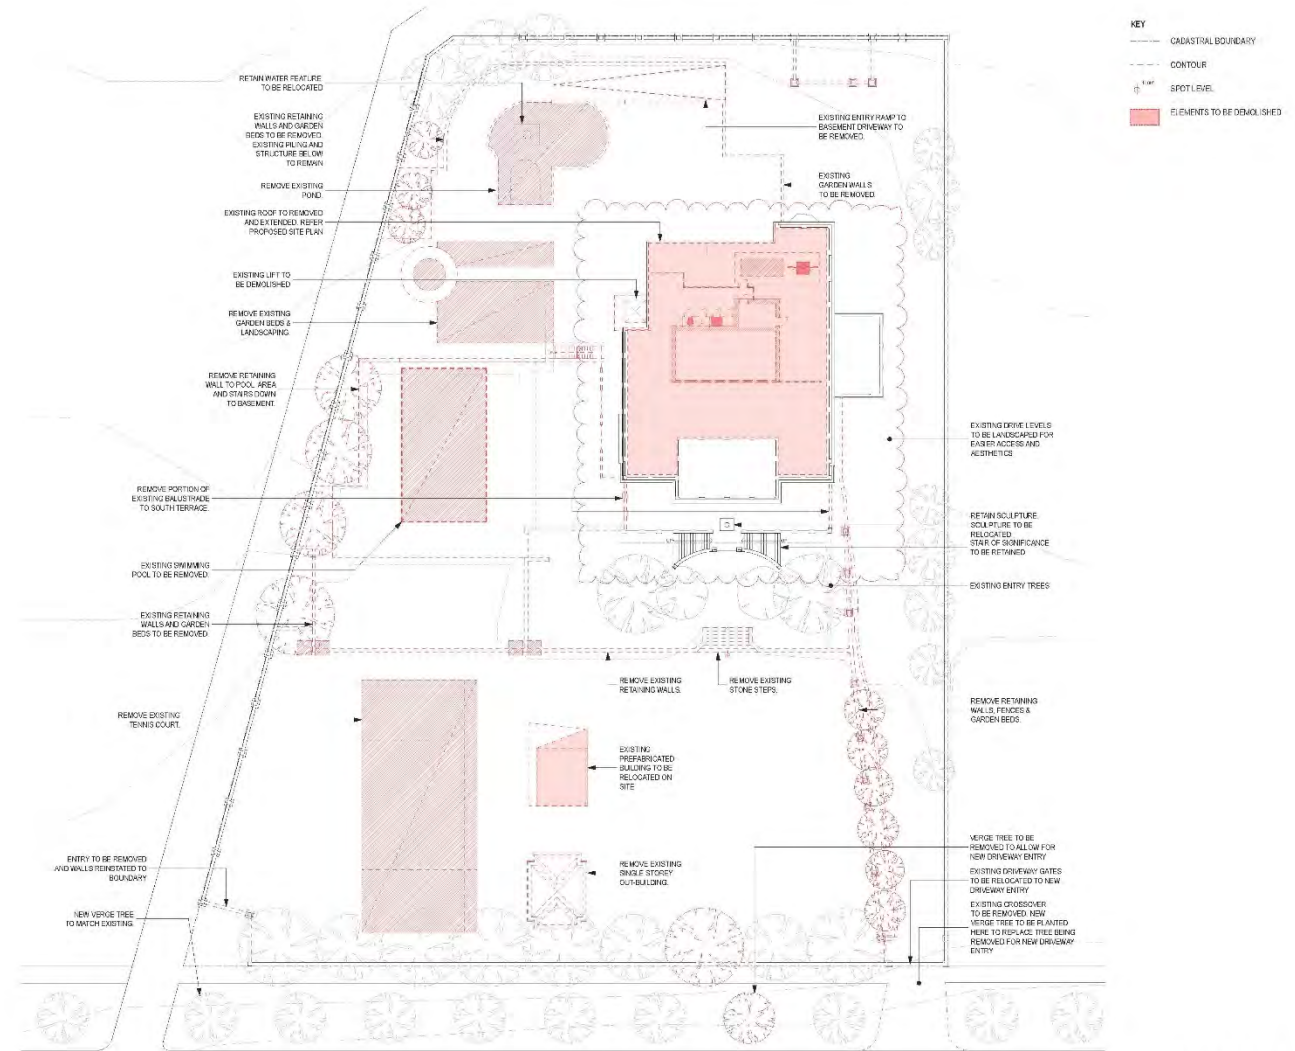 KEY
CADASTRAL BOUNDARY
CONTOUR
SPOT LEVEL
ELEMENTS TO BE DEMOLISHED
RETAIN WATER FEATURE
TO BE RELOCATED
EXISTING RETAINING
WALLS AND GARDEN
BEDS TO BE REMOVED.
EXISTING PILING AND
STRUCTURE BELOW
TO REMAIN
REMOVE EXISTING
POND.
EXISTING ROOF TO REMOVED
AND EXTENDED. REFER
PROPOSED SITE PLAN
EXISTING LIFT TO
BE DEMOLISHED
REMOVE EXISTING
GARDEN BEDS &
LANDSCAPING.
REMOVE RETAINING
WALL TO POOL AREA
AND STAIRS DOWN
TO BASEMENT.
REMOVE PORTION OF
EXISTING BALUSTRADE
TO SOUTH TERRACE.
EXISTING SWIMMING
POOL TO BE REMOVED.
EXISTING RETAINING
WALLS AND GARDEN
BEDS TO BE REMOVED.
REMOVE EXISTING
TENNIS COURT.
ENTRY TO BE REMOVED
AND WALLS REINSTATED TO
BOUNDARY
NEW VERGE TREE
TO MATCH EXISTING.
EXISTING ENTRY RAMP TO
BASEMENT DRIVEWAY TO
BE REMOVED.
EXISTING
GARDEN WALLS
TO BE REMOVED.
EXISTING DRIVE LEVELS
TO BE LANDSCAPED FOR
EASIER ACCESS AND
AESTHETICS
RETAIN SCULPTURE.
SCULPTURE TO BE
RELOCATED
STAIR OF SIGNIFICANCE
TO BE RETAINED
EXISTING ENTRY TREES
REMOVE EXISTING
RETAINING WALLS.
REMOVE EXISTING
STONE STEPS.
REMOVE RETAINING
WALLS, FENCES &
GARDEN BEDS.
EXISTING
PREFABRICATED
BUILDING TO BE
RELOCATED ON
SITE
REMOVE EXISTING
SINGLE STOREY
OUT-BUILDING.
VERGE TREE TO BE
REMOVED TO ALLOW FOR
NEW DRIVEWAY ENTRY
EXISTING DRIVEWAY GATES
TO BE RELOCATED TO NEW
DRIVEWAY ENTRY
EXISTING CROSSOVER
TO BE REMOVED. NEW
VERGE TREE TO BE PLANTED
HERE TO REPLACE TREE BEING
REMOVED FOR NEW DRIVEWAY
ENTRY